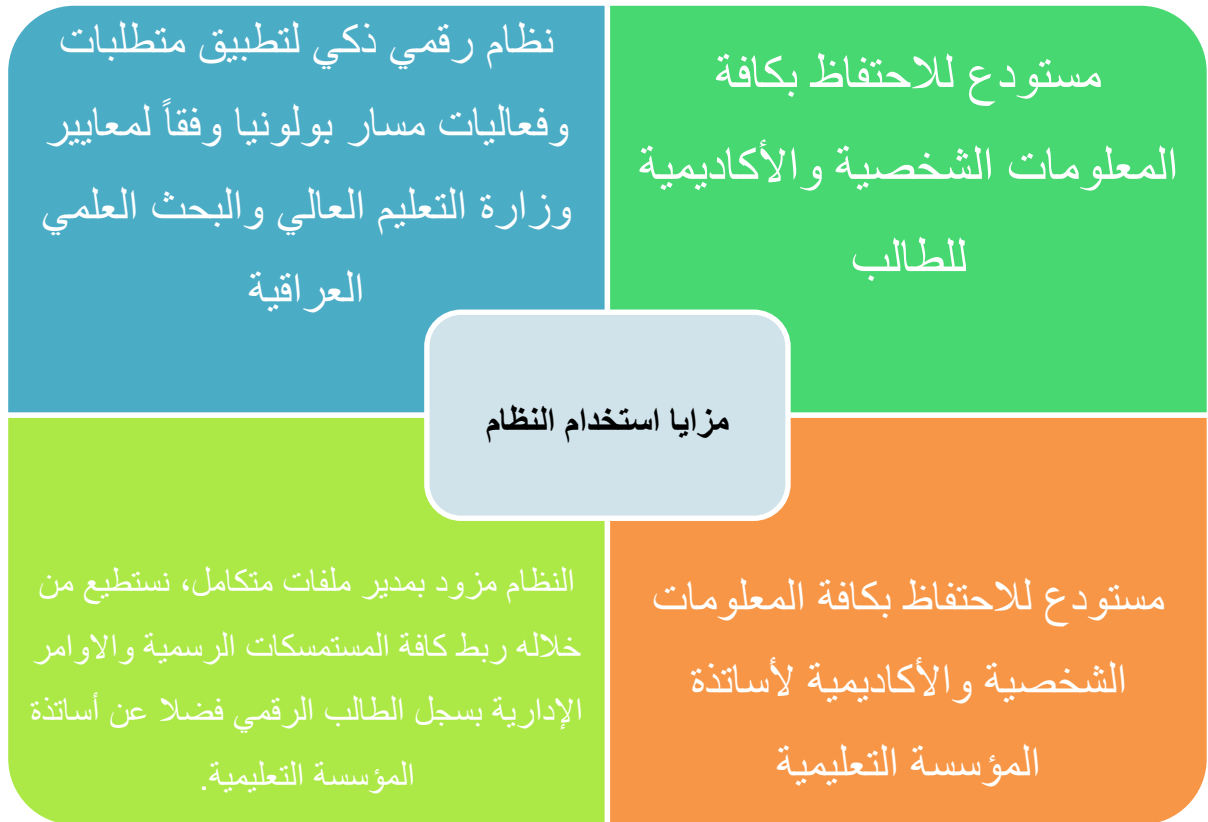 مستودع للاحتفاظ بكافة
المعلومات الشخصية والأكاديمية
للطالب
نظام رقمي ذكي لتطبيق متطلبات
وفعاليات مسار بولونيا وفقاً لمعايير
وزارة التعليم العالي والبحث العلمي
العراقية
مزايا استخدام النظام
مستودع للاحتفاظ بكافة المعلومات
الشخصية والأكاديمية لأساتذة
المؤسسة التعليمية
النظام مزود بمدير ملفات متكامل، نستطيع من
خلاله ربط كافة المستمسكات الرسمية والاوامر
الإدارية بسجل الطالب الرقمي فضلا عن أساتذة
المؤسسة التعليمية.